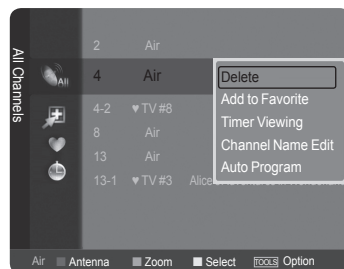 All Channels
All
2 Air
4 Air
4-2 ♥ TV #8
8 Air
13 Air
13-1 ♥ TV #3 Alice
Delete
Add to Favorite
Timer Viewing
Channel Name Edit
Auto Program
Air Antenna Zoom Select TOOLS Option